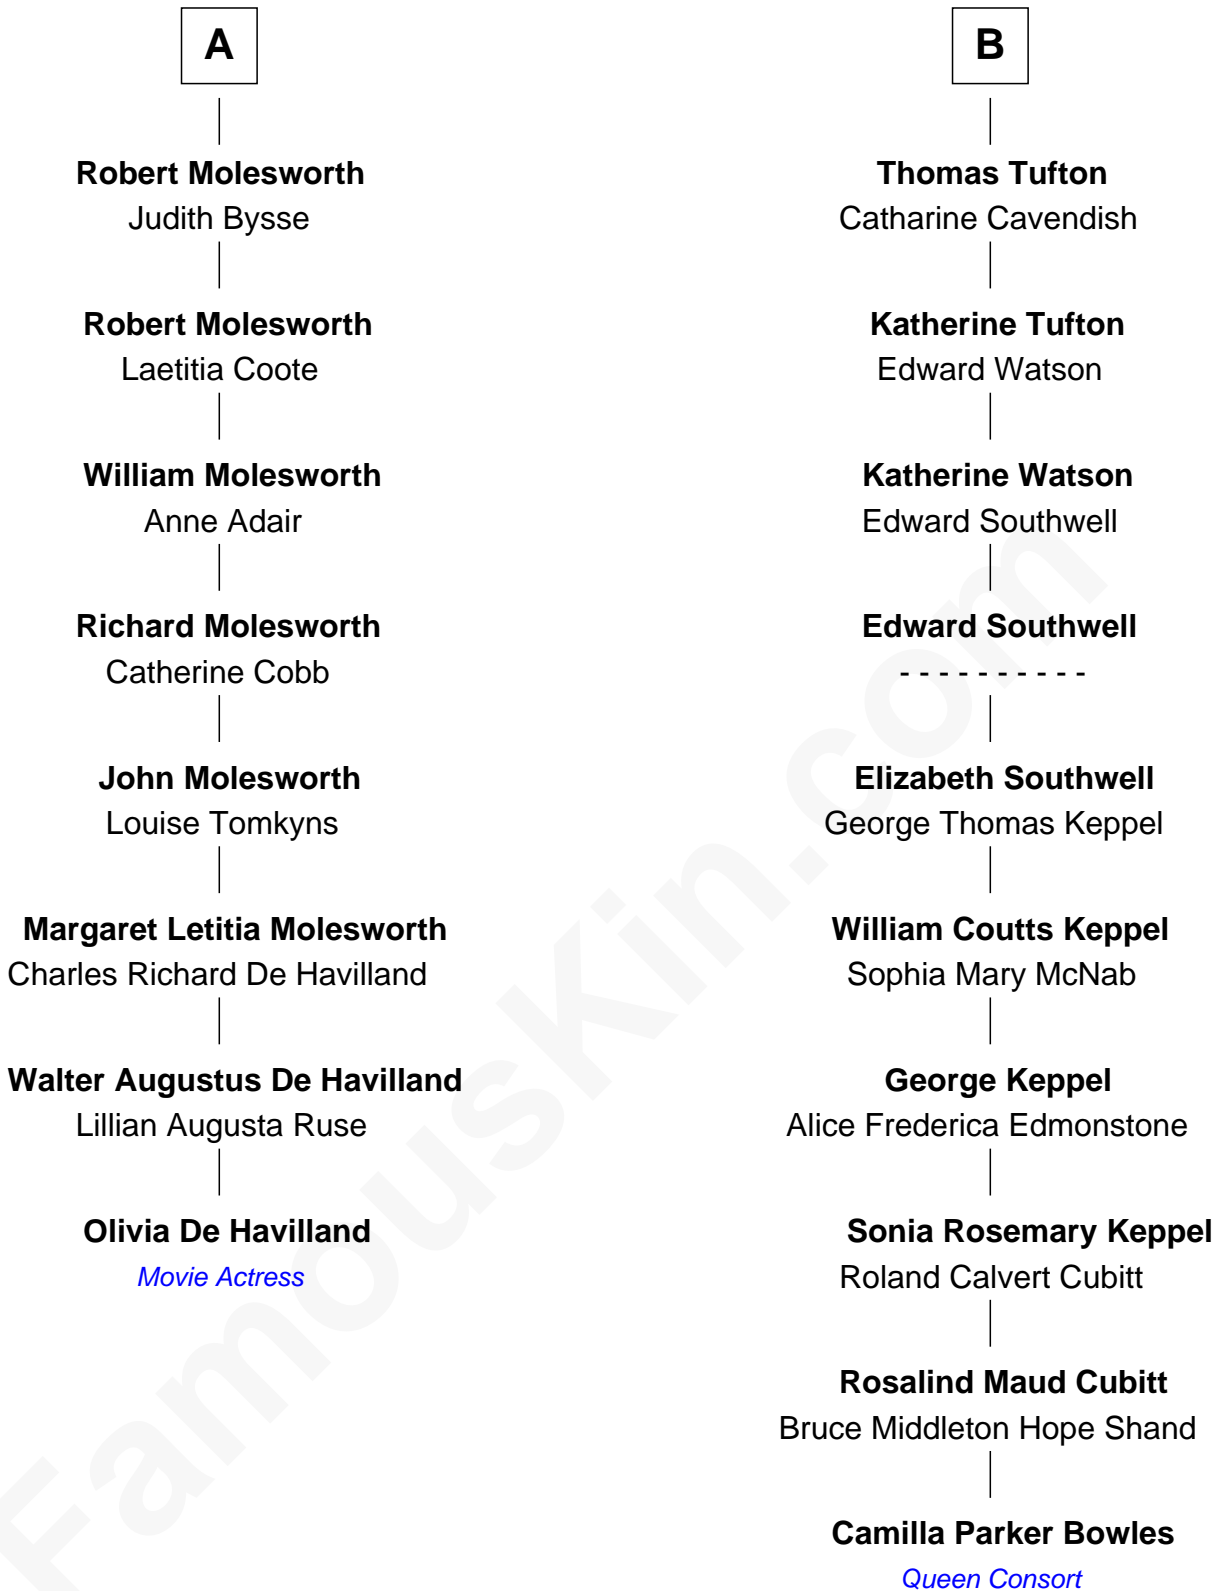 A
Robert Molesworth
Judith Bysse
Robert Molesworth
Laetitia Coote
William Molesworth
Anne Adair
Richard Molesworth
Catherine Cobb
John Molesworth
Louise Tomkyns
Margaret Letitia Molesworth
Charles Richard De Havilland
Walter Augustus De Havilland
Lillian Augusta Ruse
Olivia De Havilland
Movie Actress
B
Thomas Tufton
Catharine Cavendish
Katherine Tufton
Edward Watson
Katherine Watson
Edward Southwell
Edward Southwell
- - - - - - - - - -
Elizabeth Southwell
George Thomas Keppel
William Coutts Keppel
Sophia Mary McNab
George Keppel
Alice Frederica Edmonstone
Sonia Rosemary Keppel
Roland Calvert Cubitt
Rosalind Maud Cubitt
Bruce Middleton Hope Shand
Camilla Parker Bowles
Queen Consort
FamousKin.com